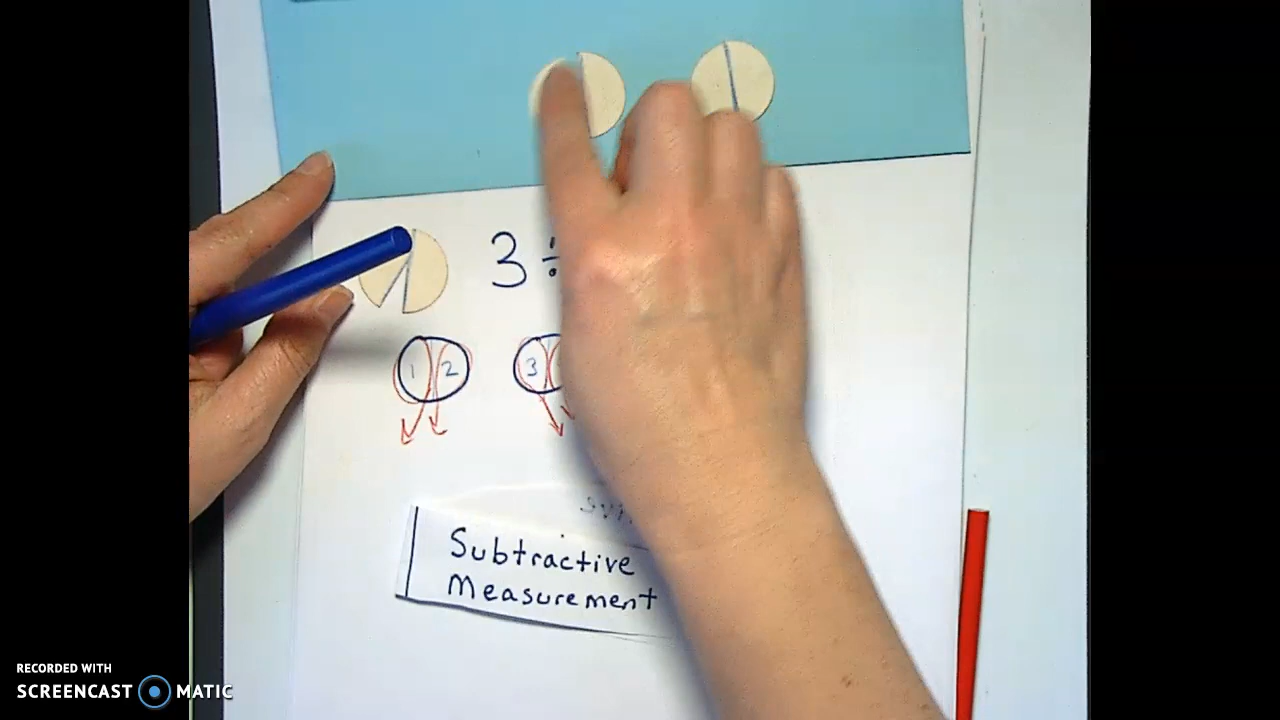 3 ÷
1 2 3
Subtractive
Measurement
RECORDED WITH
SCREENCAST MATIC